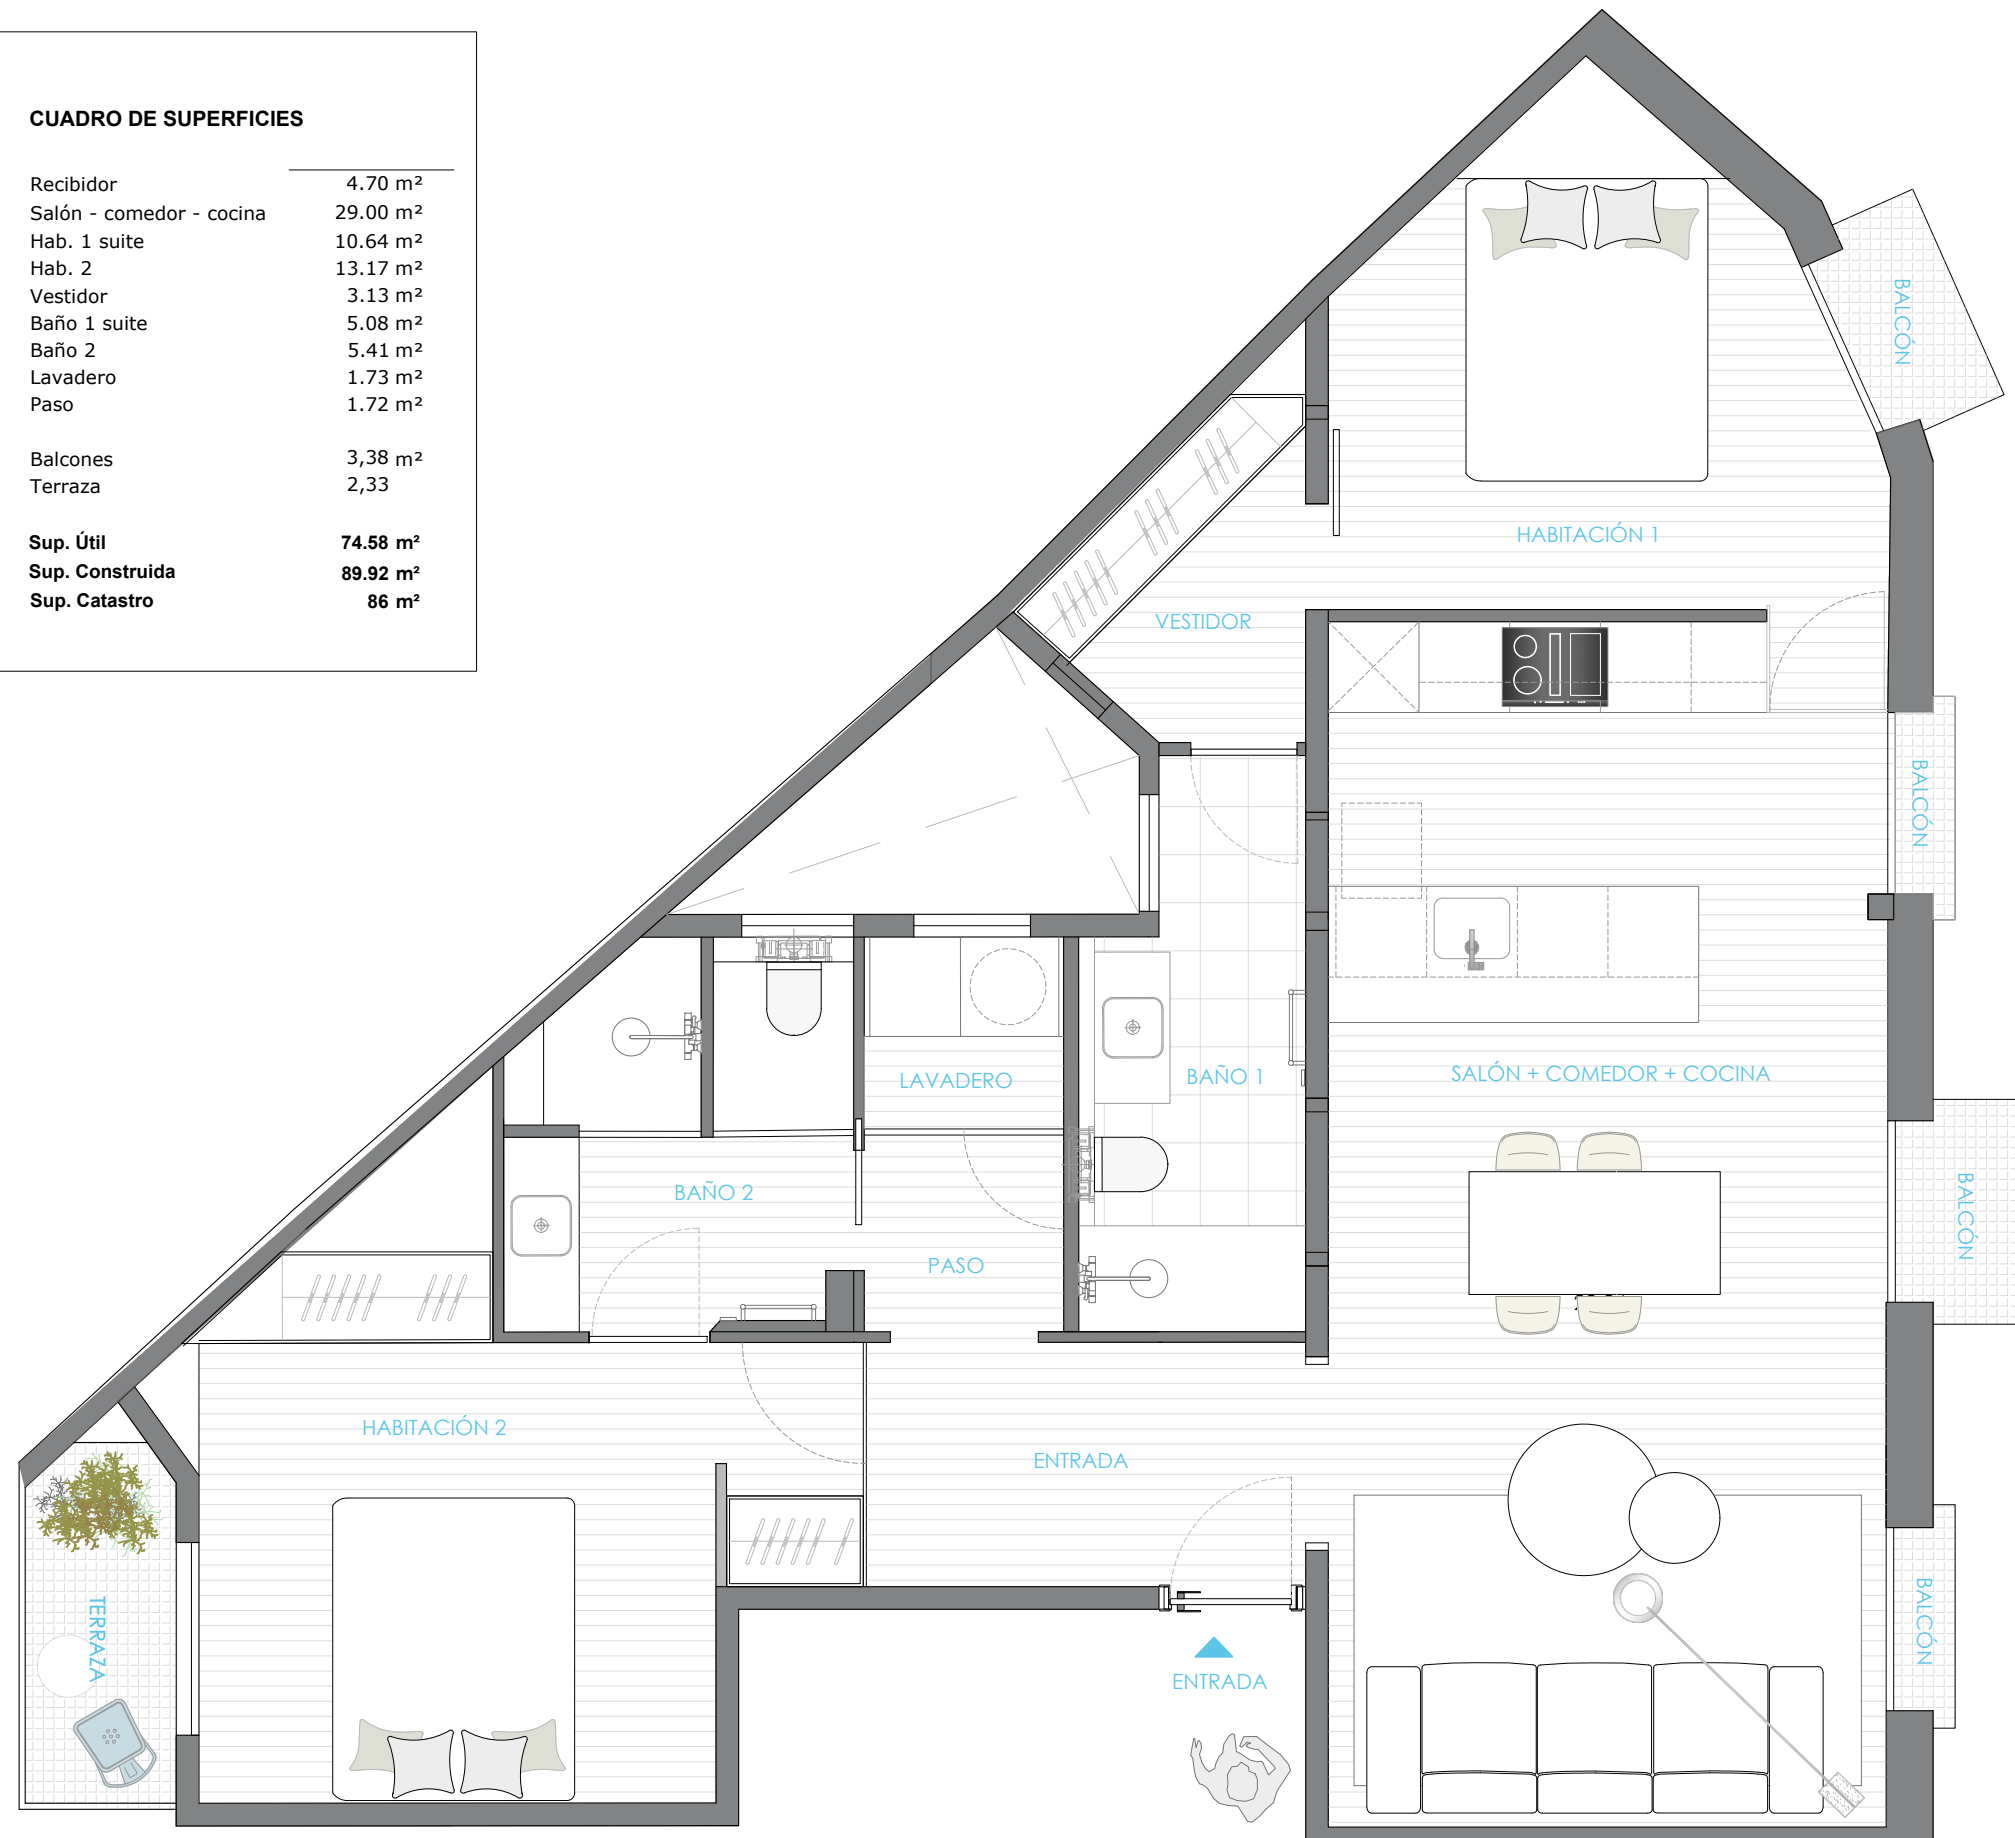 CUADRO DE SUPERFICIES
Recibidor 4.70 m²
Salón - comedor - cocina 29.00 m²
Hab. 1 suite 10.64 m²
Hab. 2 13.17 m²
Vestidor 3.13 m²
Baño 1 suite 5.08 m²
Baño 2 5.41 m²
Lavadero 1.73 m²
Paso 1.72 m²
Balcones 3,38 m²
Terraza 2,33
Sup. Útil 74.58 m²
Sup. Construida 89.92 m²
Sup. Catastro 86 m²
BALCÓN
HABITACIÓN 1
VESTIDOR
BALCÓN
SALÓN + COMEDOR + COCINA
LAVADERO
BAÑO 1
BAÑO 2
BALCÓN
PASO
HABITACIÓN 2
ENTRADA
TERRAZA
BALCÓN
ENTRADA